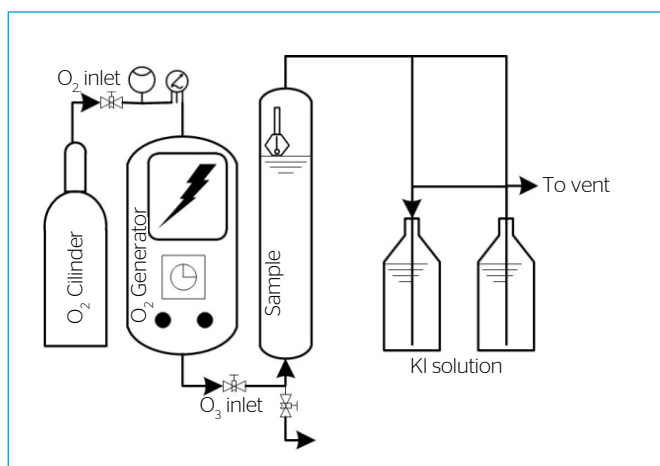 O₂ inlet
O₂ Cilinder
O₂ Generator
Sample
O₃ inlet
To vent
KI solution